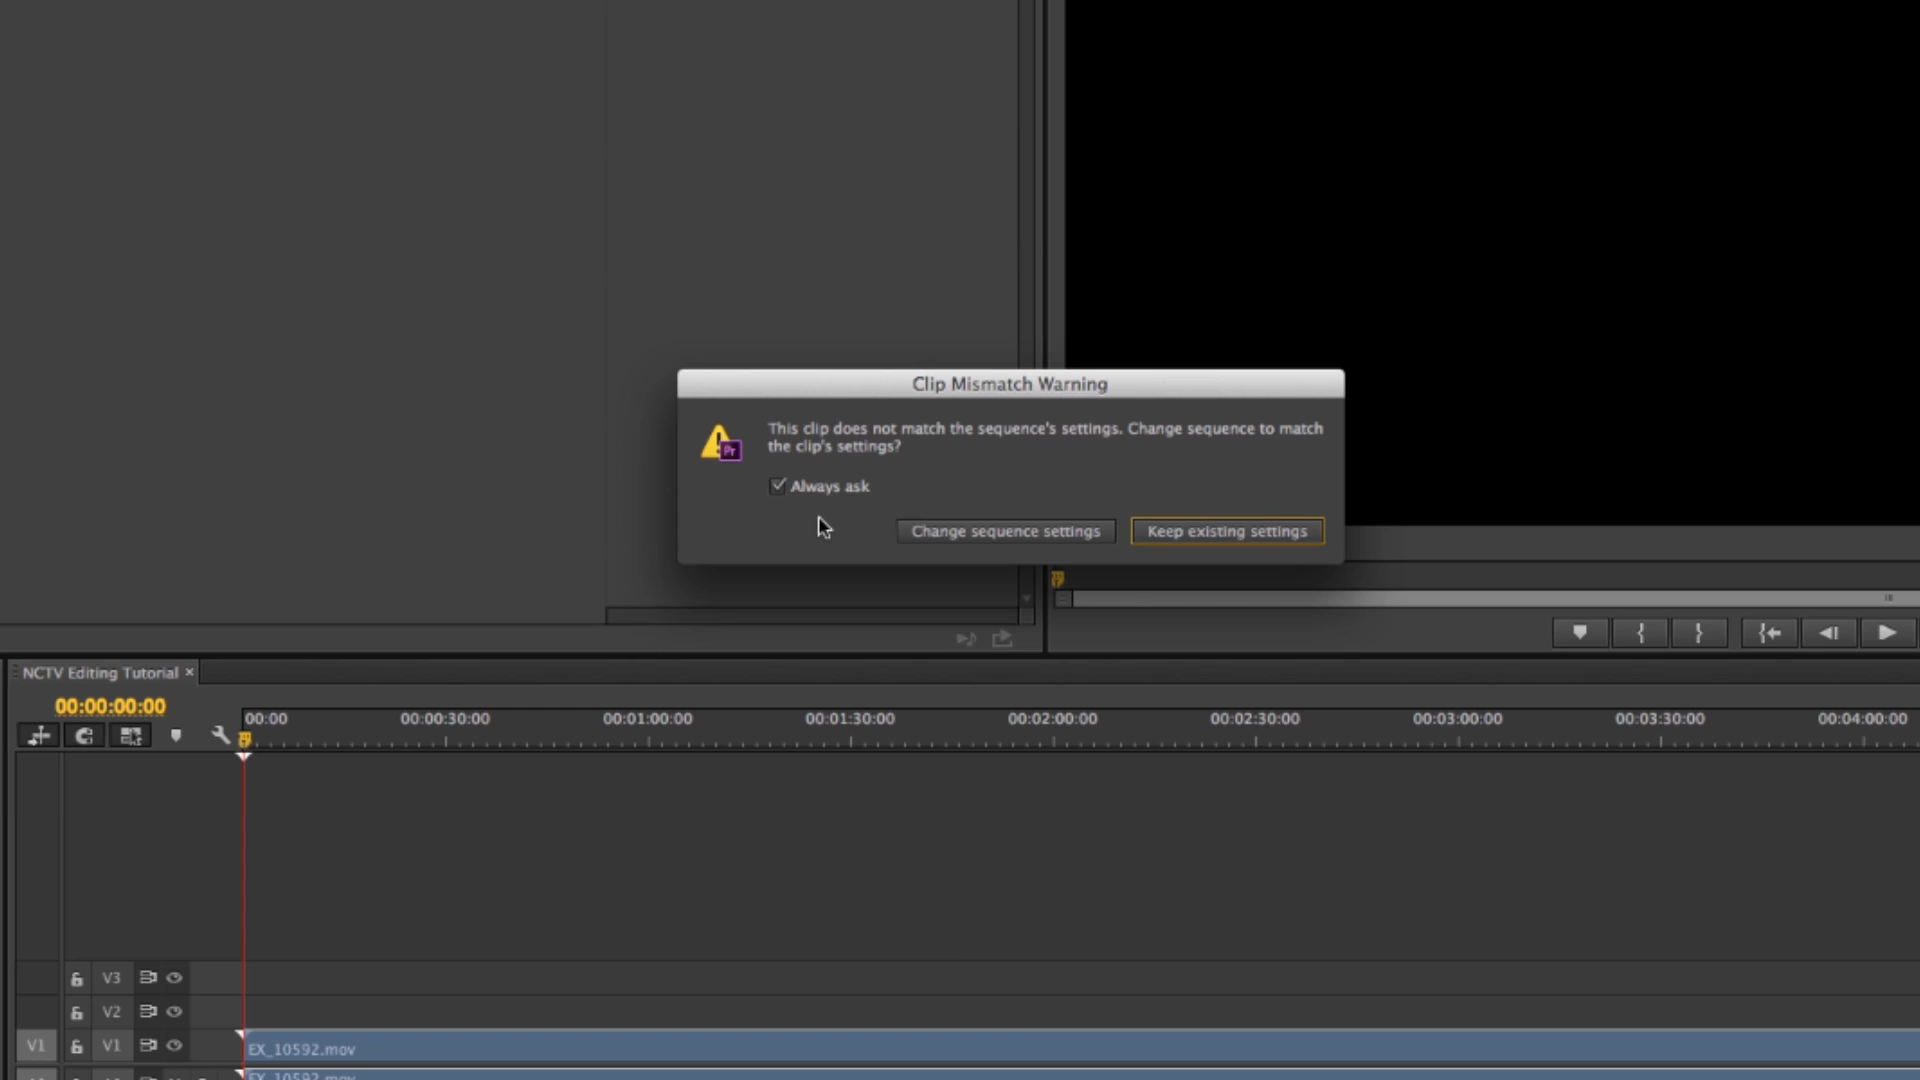 Clip Mismatch Warning
This clip does not match the sequence's settings. Change sequence to match
the clip's settings?
Pr
Always ask
Change sequence settings
Keep existing settings
NCTV Editing Tutorial ×
00:00:00:00
00:00 00:00:30:00 00:01:00:00 00:01:30:00 00:02:00:00 00:02:30:00 00:03:00:00 00:03:30:00 00:04:00:00
V3
V2
V1 V1 EX_10592.mov
EX_10592.mov